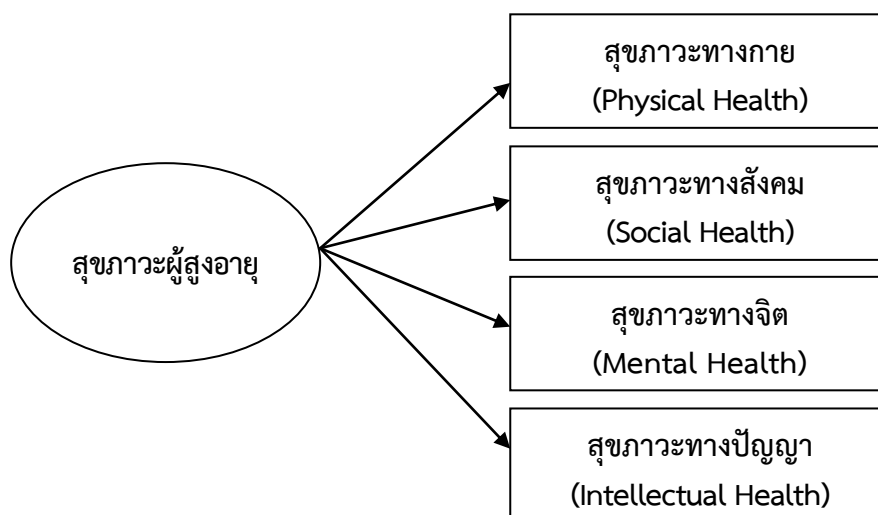 สุขภาวะทางกาย
(Physical Health)
สุขภาวะทางสังคม
(Social Health)
สุขภาวะผู้สูงอายุ
สุขภาวะทางจิต
(Mental Health)
สุขภาวะทางปัญญา
(Intellectual Health)